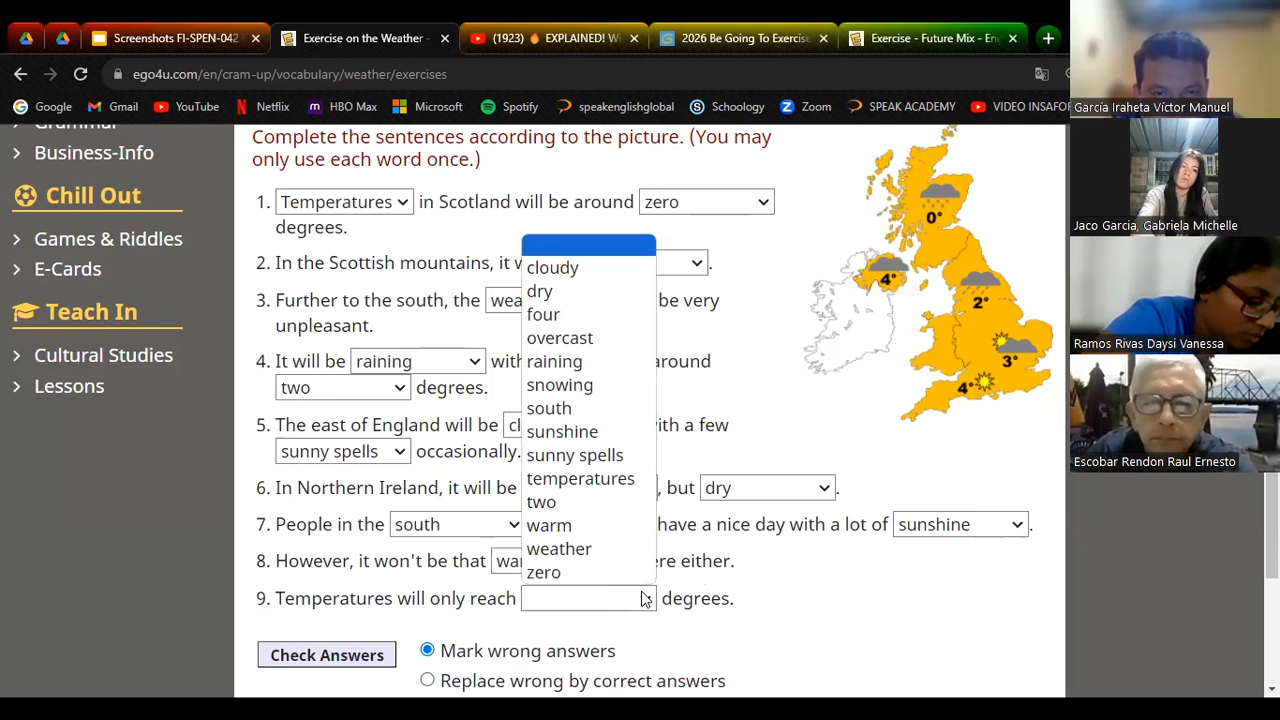 Screenshots FI-SPEN-042
Exercise on the Weather -
(1923) 🔥 EXPLAINED! W
2026 Be Going To Exercise
Exercise - Future Mix - En
ego4u.com/en/cram-up/vocabulary/weather/exercises
Google Gmail YouTube Netflix HBO Max Microsoft Spotify speakenglishglobal Schoology Zoom SPEAK ACADEMY VIDEO INSAFOR
Business-Info
Chill Out
Games & Riddles
E-Cards
Teach In
Cultural Studies
Lessons
Complete the sentences according to the picture. (You may
only use each word once.)
1. Temperatures in Scotland will be around zero
degrees.
2. In the Scottish mountains, it w .
3. Further to the south, the wea be very
unpleasant.
4. It will be raining with around
two degrees.
5. The east of England will be cl with a few
sunny spells occasionally.
6. In Northern Ireland, it will be , but dry .
7. People in the south have a nice day with a lot of sunshine .
8. However, it won't be that war ere either.
9. Temperatures will only reach degrees.
cloudy
dry
four
overcast
raining
snowing
south
sunshine
sunny spells
temperatures
two
warm
weather
zero
Check Answers
Mark wrong answers
Replace wrong by correct answers
0°
4°
2°
3°
4°
García Iraheta Víctor Manuel
Jaco Garcia, Gabriela Michelle
Ramos Rivas Daysi Vanessa
Escobar Rendon Raul Ernesto